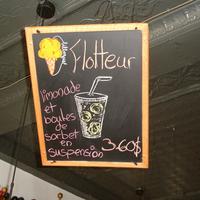 Flotteur
limonade
et
boules
de
sorbet
en
suspension
3.60$